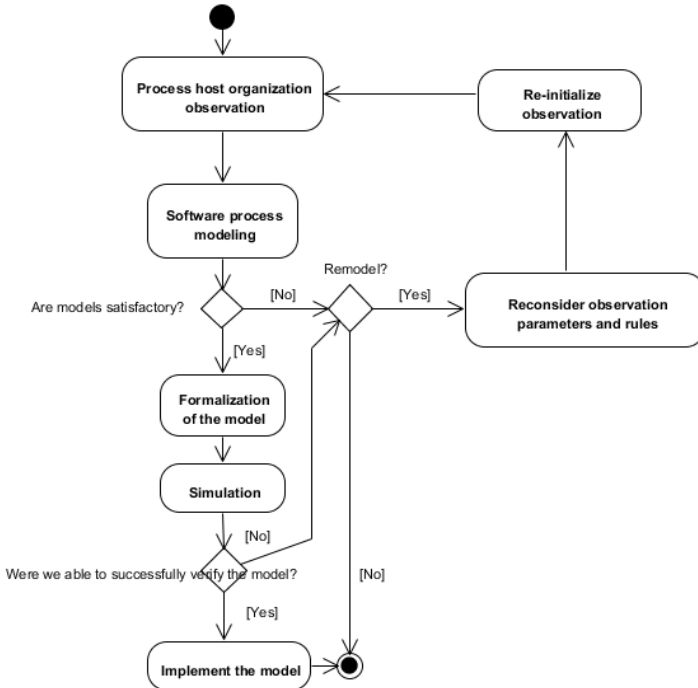 Process host organization
observation
Re-initialize
observation
Software process
modeling
Remodel?
Are models satisfactory?
[No]
[Yes]
Reconsider observation
parameters and rules
[Yes]
Formalization
of the model
Simulation
[No]
Were we able to successfully verify the model?
[No]
[Yes]
Implement the model